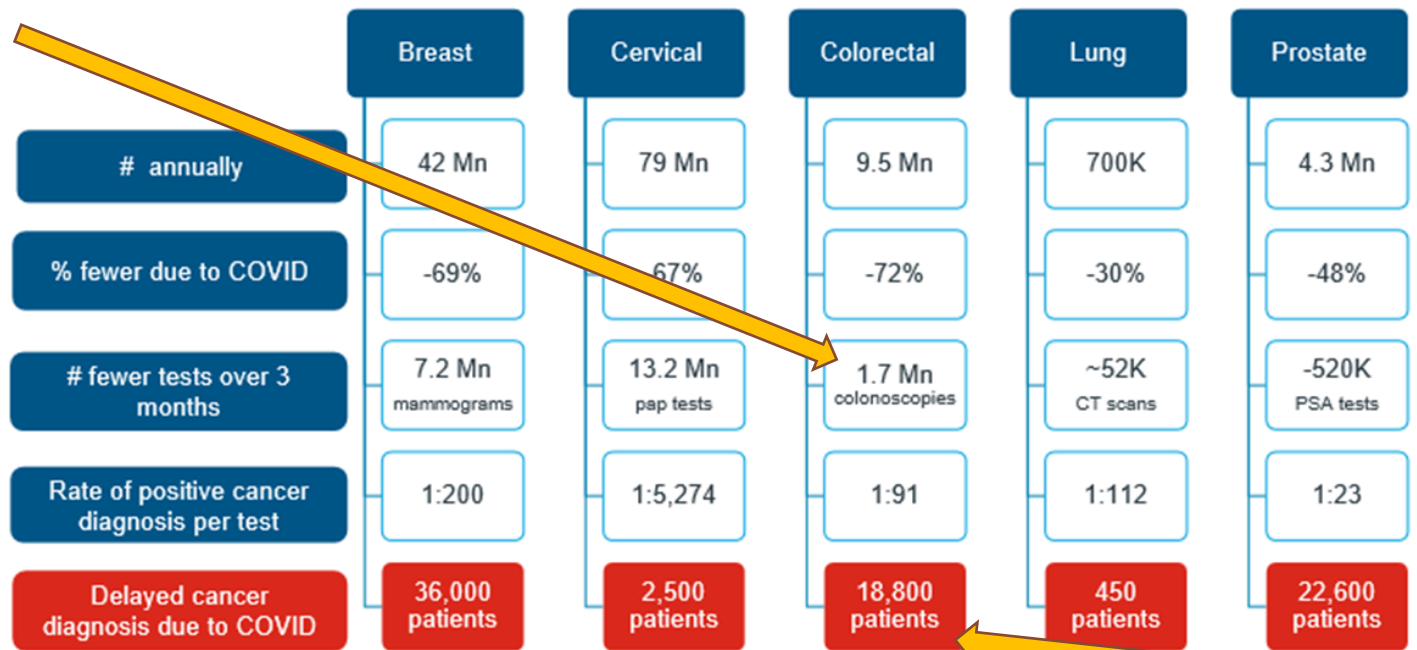 Breast
Cervical
Colorectal
Lung
Prostate
# annually
42 Mn
79 Mn
9.5 Mn
700K
4.3 Mn
% fewer due to COVID
-69%
67%
-72%
-30%
-48%
# fewer tests over 3
months
7.2 Mn
mammograms
13.2 Mn
pap tests
1.7 Mn
colonoscopies
~52K
CT scans
-520K
PSA tests
Rate of positive cancer
diagnosis per test
1:200
1:5,274
1:91
1:112
1:23
Delayed cancer
diagnosis due to COVID
36,000
patients
2,500
patients
18,800
patients
450
patients
22,600
patients